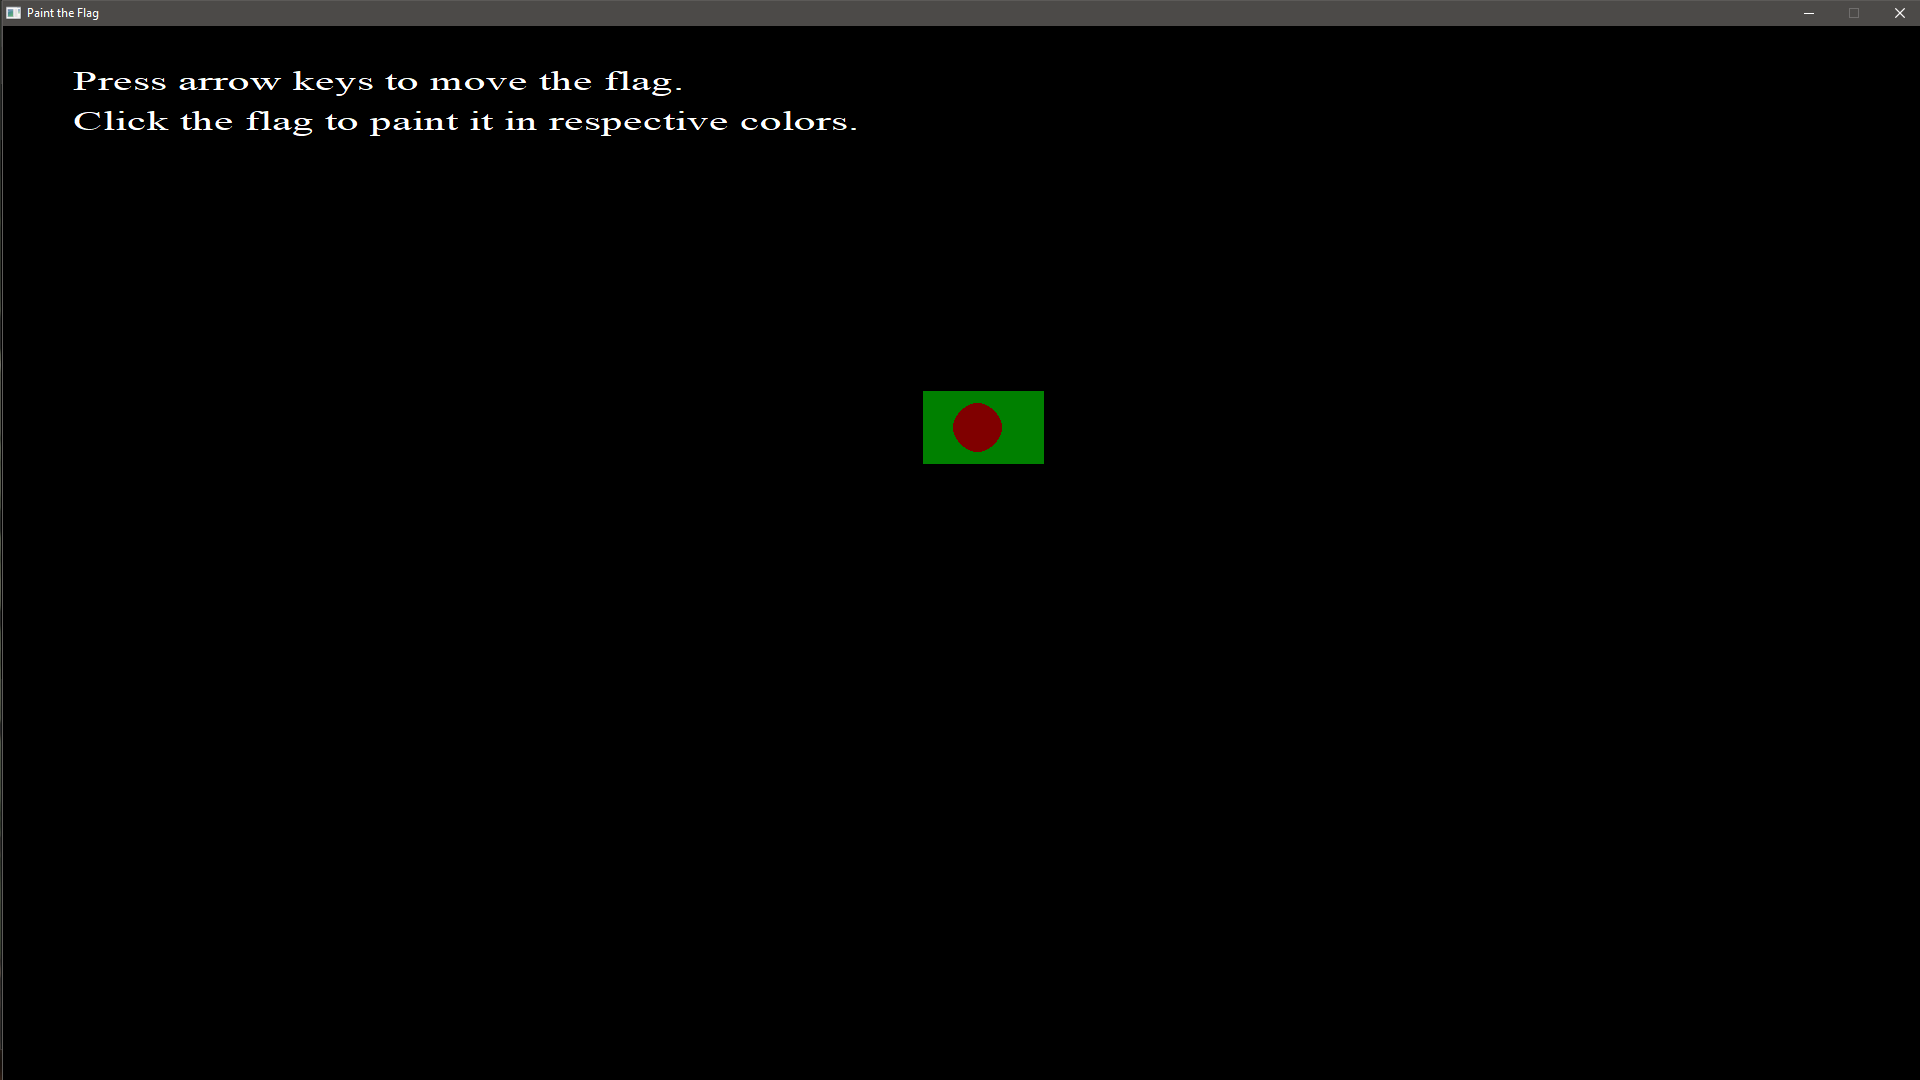 Paint the Flag
Press arrow keys to move the flag.
Click the flag to paint it in respective colors.